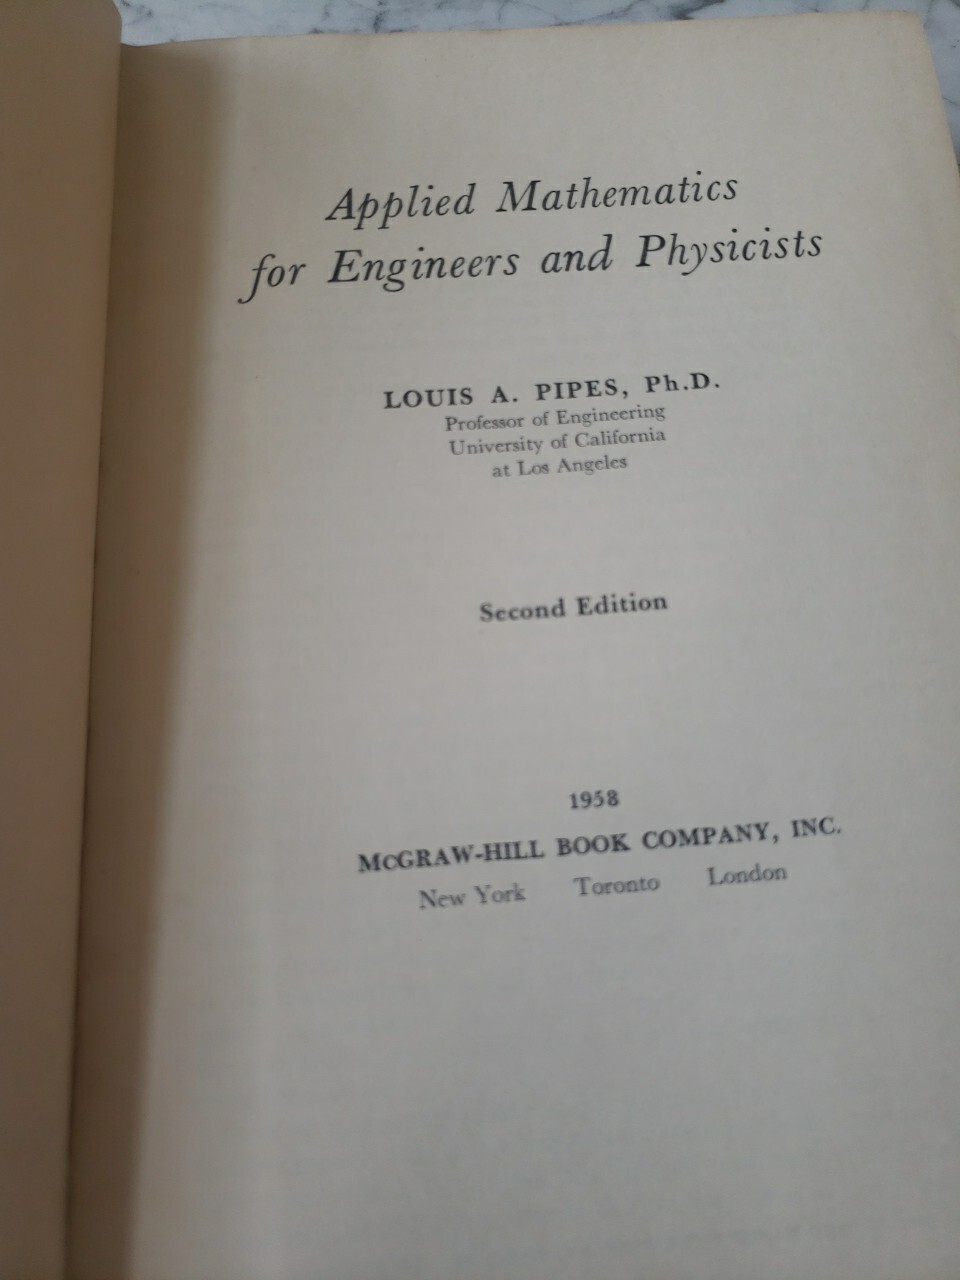 Applied Mathematics
for Engineers and Physicists
LOUIS A. PIPES, Ph.D.
Professor of Engineering
University of California
at Los Angeles
Second Edition
1958
McGRAW-HILL BOOK COMPANY, INC.
New York Toronto London